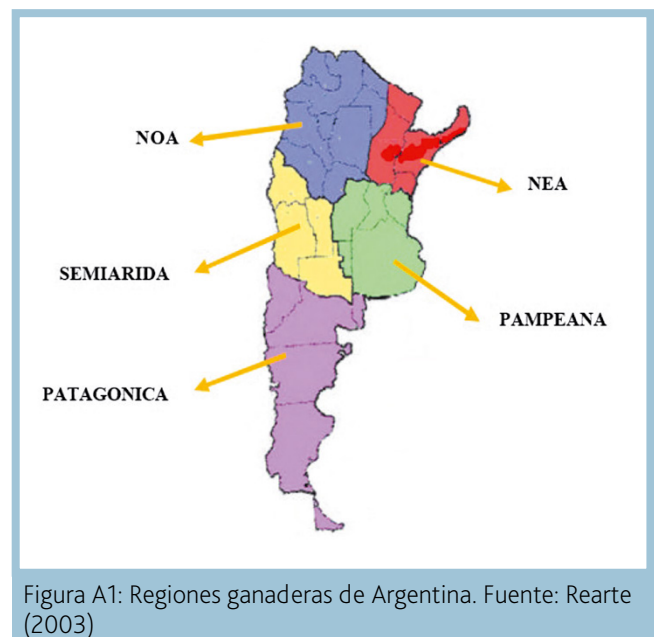 NOA
NEA
SEMIARIDA
PAMPEANA
PATAGONICA
Figura A1: Regiones ganaderas de Argentina. Fuente: Rearte
(2003)